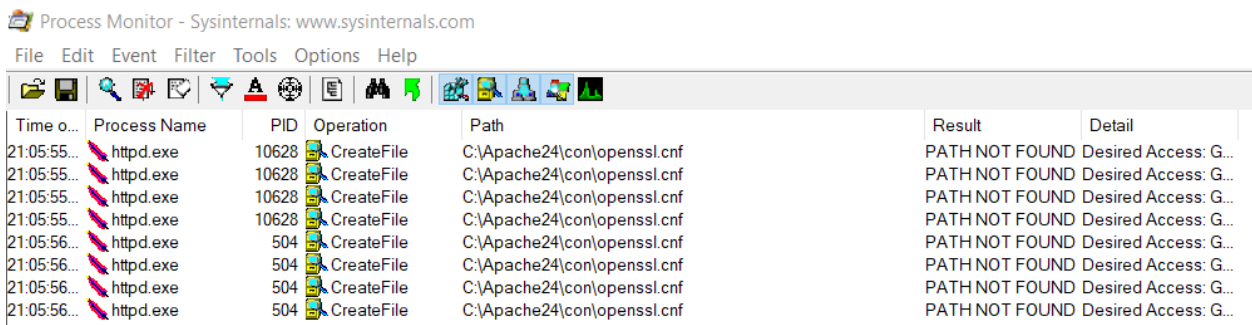 Process Monitor - Sysinternals: www.sysinternals.com
File Edit Event Filter Tools Options Help
Time o... Process Name PID Operation Path Result Detail
21:05:55... httpd.exe 10628 CreateFile C:\Apache24\con\openssl.cnf PATH NOT FOUND Desired Access: G...
21:05:55... httpd.exe 10628 CreateFile C:\Apache24\con\openssl.cnf PATH NOT FOUND Desired Access: G...
21:05:55... httpd.exe 10628 CreateFile C:\Apache24\con\openssl.cnf PATH NOT FOUND Desired Access: G...
21:05:55... httpd.exe 10628 CreateFile C:\Apache24\con\openssl.cnf PATH NOT FOUND Desired Access: G...
21:05:56... httpd.exe 504 CreateFile C:\Apache24\con\openssl.cnf PATH NOT FOUND Desired Access: G...
21:05:56... httpd.exe 504 CreateFile C:\Apache24\con\openssl.cnf PATH NOT FOUND Desired Access: G...
21:05:56... httpd.exe 504 CreateFile C:\Apache24\con\openssl.cnf PATH NOT FOUND Desired Access: G...
21:05:56... httpd.exe 504 CreateFile C:\Apache24\con\openssl.cnf PATH NOT FOUND Desired Access: G...